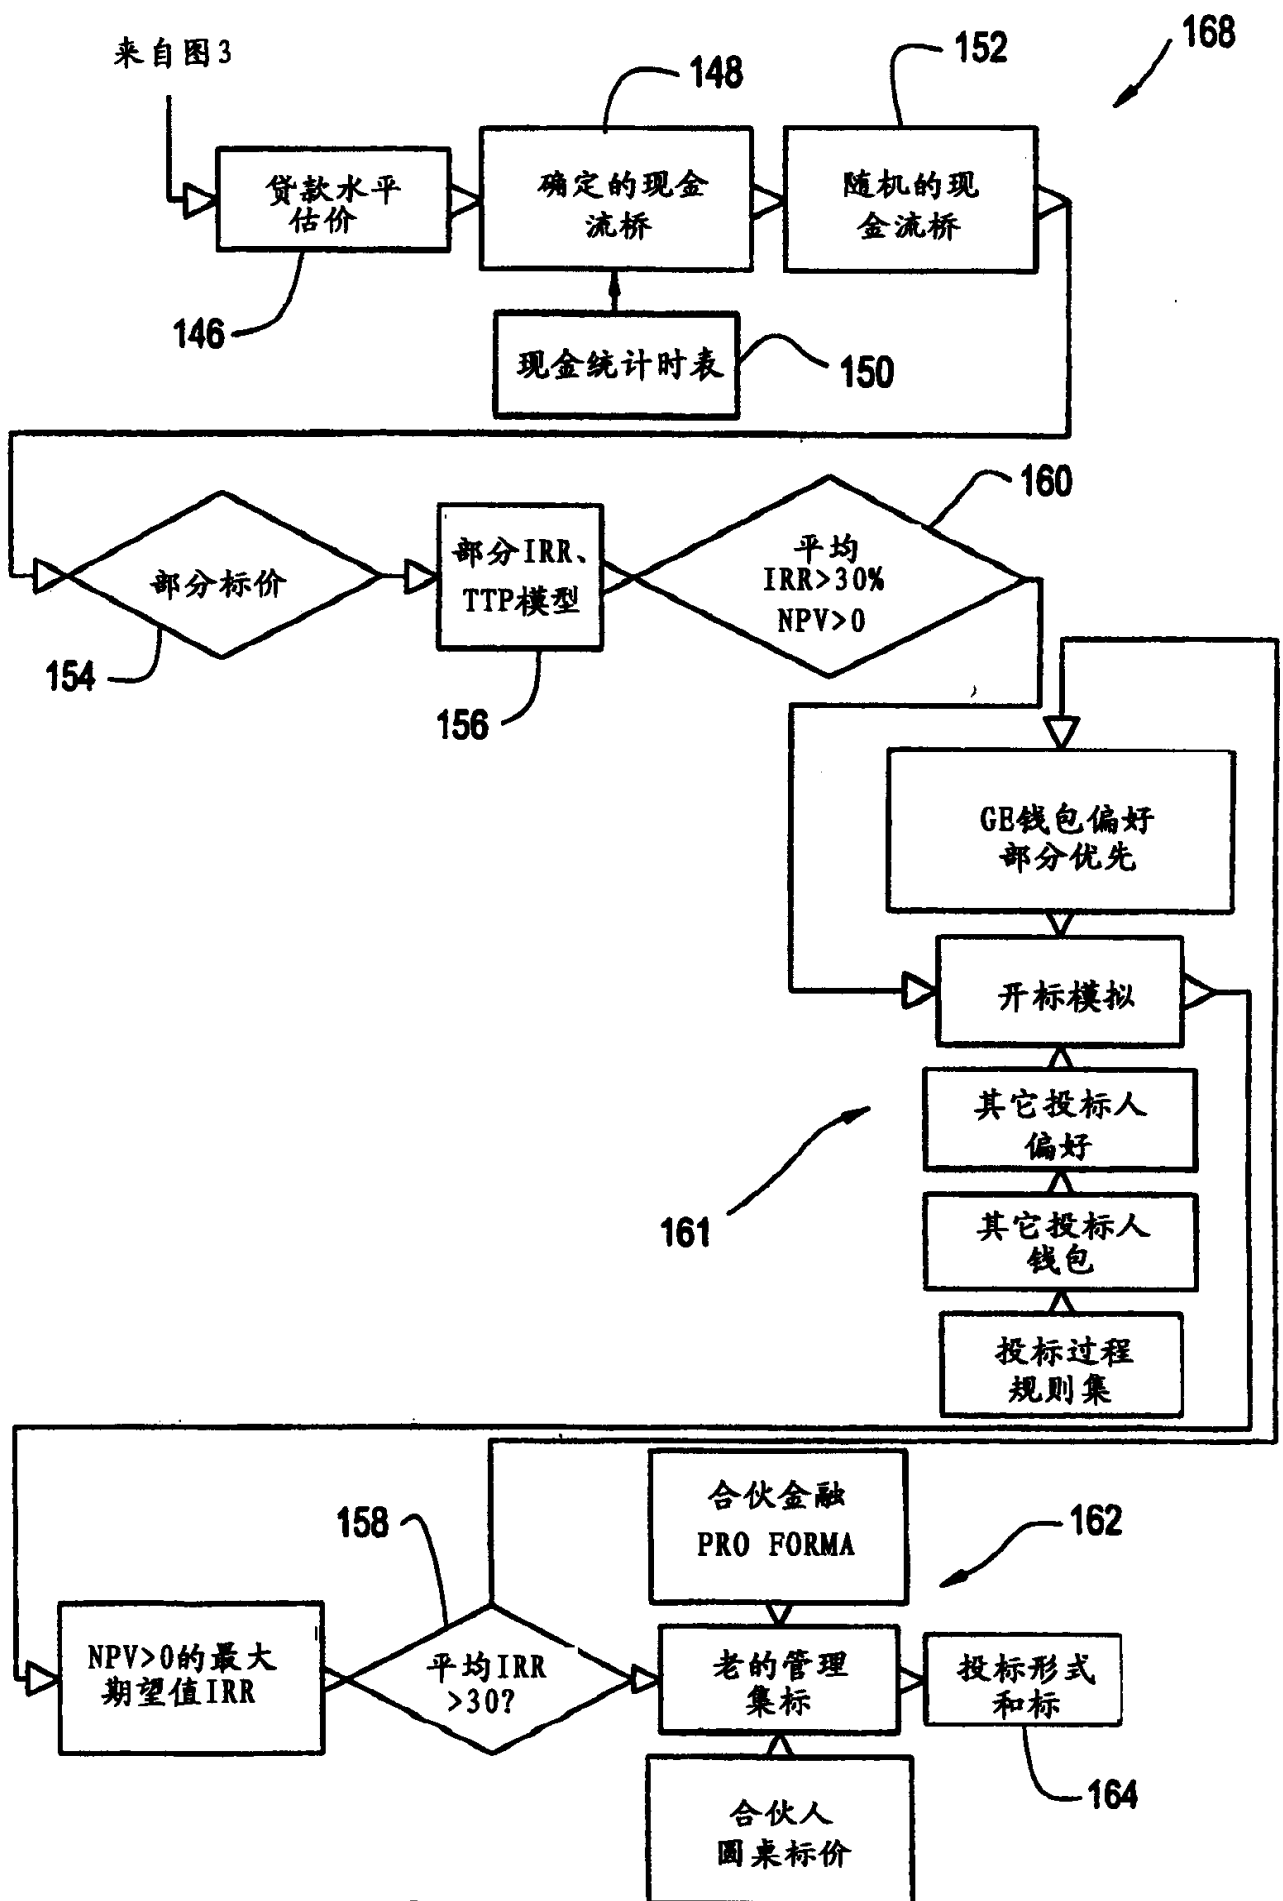 来自图3
148
152
168
贷款水平
估价
确定的现金
流桥
随机的现
金流桥
146
现金统计时表
150
160
部分标价
部分IRR、
TTP模型
平均
IRR>30%
NPV>0
154
156
GE钱包偏好
部分优先
开标模拟
其它投标人
偏好
161
其它投标人
钱包
投标过程
规则集
158
合伙金融
PRO FORMA
162
NPV>0的最大
期望值IRR
平均IRR
>30?
老的管理
集标
投标形式
和标
164
合伙人
圆桌标价